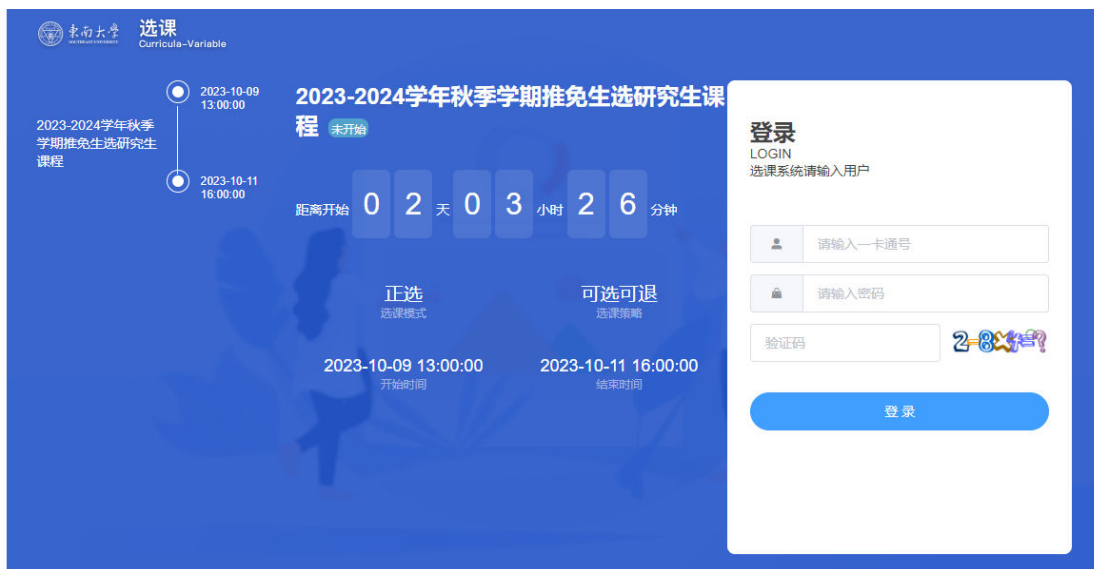 東南大學
选课
Curricula-Variable
2023-2024学年秋季
学期推免生选研究生
课程
2023-10-09
13:00:00
2023-10-11
16:00:00
2023-2024学年秋季学期推免生选研究生课
程 未开始
距离开始 0 2 天 0 3 小时 2 6 分钟
正选
选课模式
可选可退
选课策略
2023-10-09 13:00:00
开始时间
2023-10-11 16:00:00
结束时间
登录
LOGIN
选课系统请输入用户
请输入一卡通号
请输入密码
验证码
登录